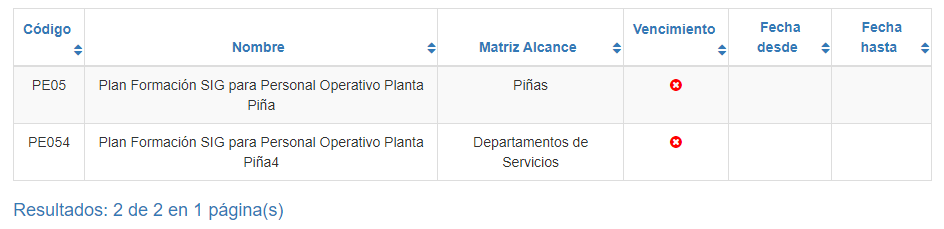 Código
Nombre
Matriz Alcance
Vencimiento
Fecha
desde
Fecha
hasta
PE05
Plan Formación SIG para Personal Operativo Planta
Piña
Piñas
PE054
Plan Formación SIG para Personal Operativo Planta
Piña4
Departamentos de
Servicios
Resultados: 2 de 2 en 1 página(s)